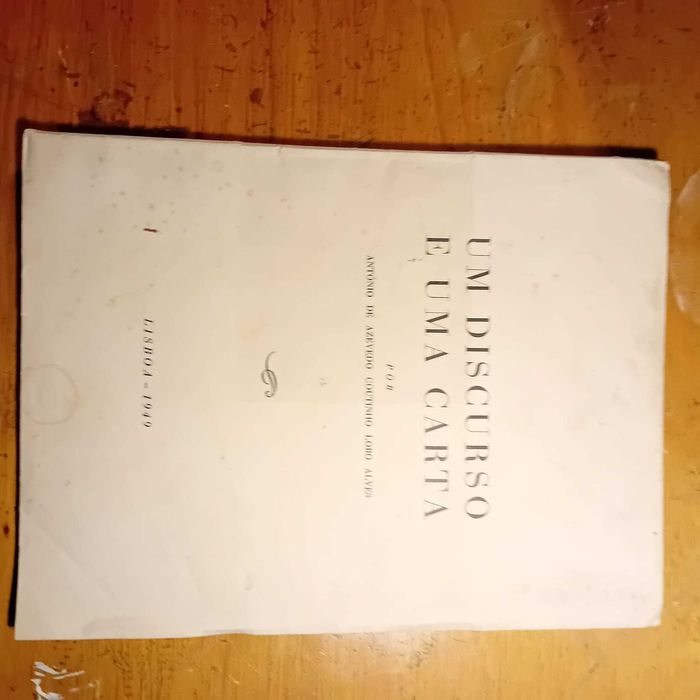 UM DISCURSO
E UMA CARTA
POR
ANTÓNIO DE AZEVEDO COUTINHO LOBO ALVES
LISBOA - 1949